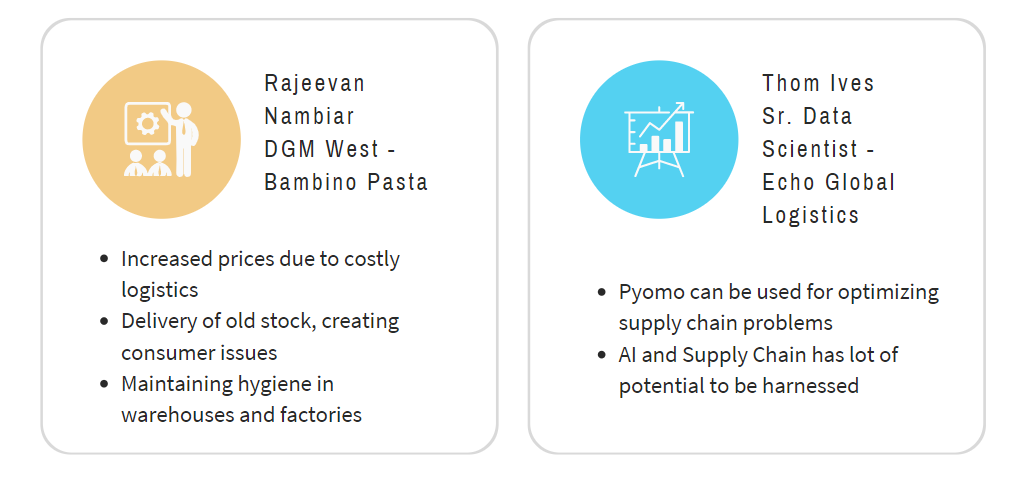 Rajeevan
Nambiar
DGM West -
Bambino Pasta
• Increased prices due to costly
logistics
• Delivery of old stock, creating
consumer issues
• Maintaining hygiene in
warehouses and factories
Thom Ives
Sr. Data
Scientist -
Echo Global
Logistics
• Pyomo can be used for optimizing
supply chain problems
• AI and Supply Chain has lot of
potential to be harnessed